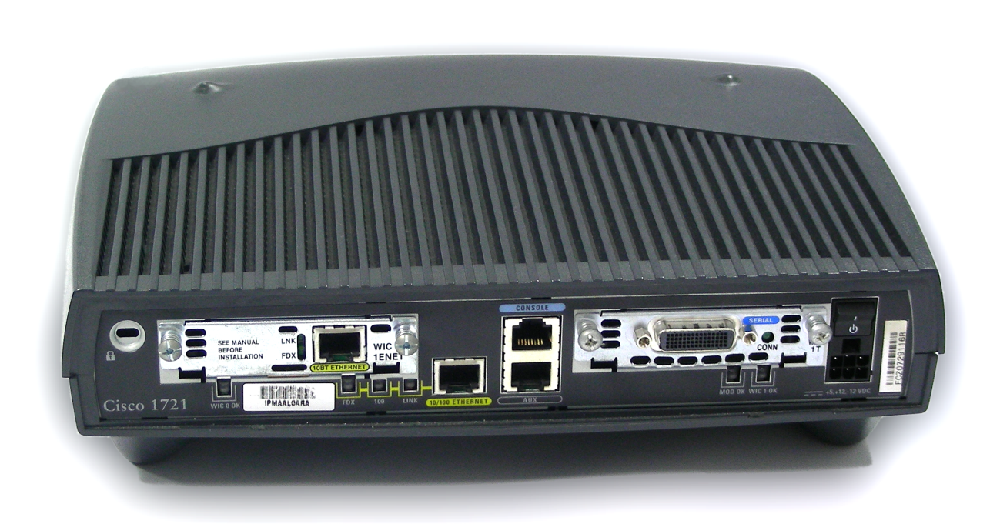 CONSOLE
SEE MANUAL
BEFORE
INSTALLATION
LNK
FDX
10BT ETHERNET
WIC
1ENET
SERIAL
CONN
1T
Cisco 1721
WIC 0 OK
IPMAAL0ARA
FDX
100
LINK
10/100 ETHERNET
AUX
MOD OK
WIC 1 OK
+5,+12,-12 VDC
FCZ0729116R